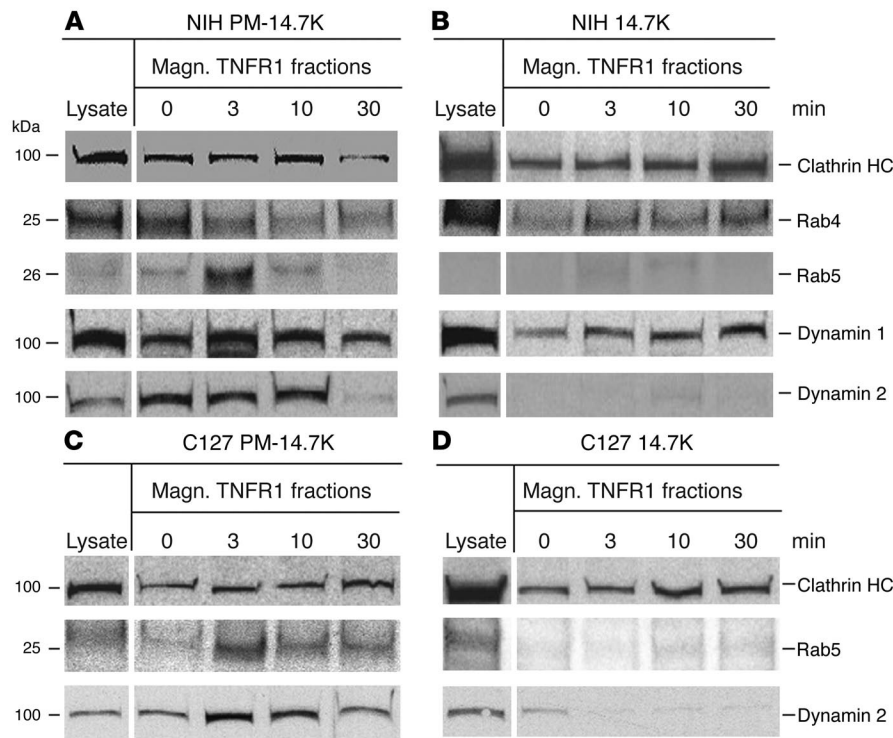 A NIH PM-14.7K
Magn. TNFR1 fractions
Lysate 0 3 10 30
kDa
100
25
26
100
100
B NIH 14.7K
Magn. TNFR1 fractions
Lysate 0 3 10 30 min
Clathrin HC
Rab4
Rab5
Dynamin 1
Dynamin 2
C C127 PM-14.7K
Magn. TNFR1 fractions
Lysate 0 3 10 30
100
25
100
D C127 14.7K
Magn. TNFR1 fractions
Lysate 0 3 10 30 min
Clathrin HC
Rab5
Dynamin 2